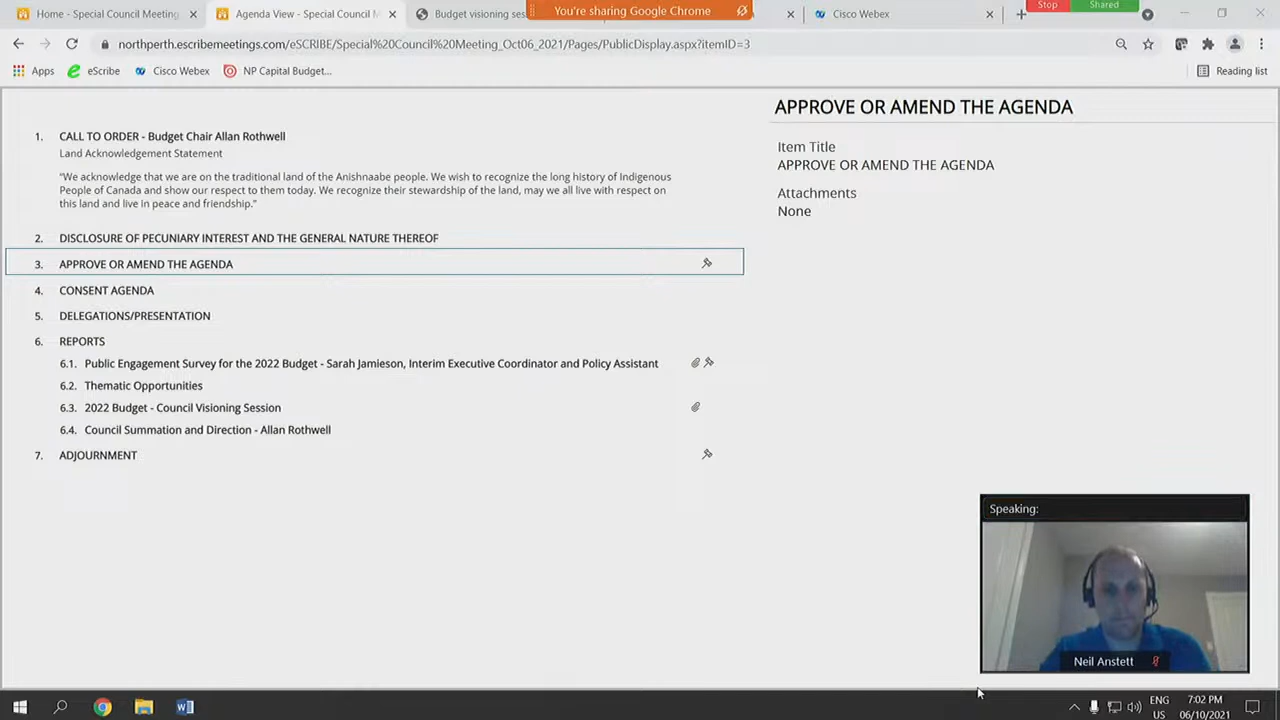 Home - Special Council Meeting
Agenda View - Special Council M
Budget visioning ses
You're sharing Google Chrome
Cisco Webex
Stop
Shared
northperth.escribemeetings.com/eSCRIBE/Special%20Council%20Meeting_Oct06_2021/Pages/PublicDisplay.aspx?itemID=3
Apps
eScribe
Cisco Webex
NP Capital Budget...
Reading list
APPROVE OR AMEND THE AGENDA
Item Title
APPROVE OR AMEND THE AGENDA
Attachments
None
1. CALL TO ORDER - Budget Chair Allan Rothwell
Land Acknowledgement Statement
"We acknowledge that we are on the traditional land of the Anishnaabe people. We wish to recognize the long history of Indigenous
People of Canada and show our respect to them today. We recognize their stewardship of the land, may we all live with respect on
this land and live in peace and friendship."
2. DISCLOSURE OF PECUNIARY INTEREST AND THE GENERAL NATURE THEREOF
3. APPROVE OR AMEND THE AGENDA
4. CONSENT AGENDA
5. DELEGATIONS/PRESENTATION
6. REPORTS
6.1. Public Engagement Survey for the 2022 Budget - Sarah Jamieson, Interim Executive Coordinator and Policy Assistant
6.2. Thematic Opportunities
6.3. 2022 Budget - Council Visioning Session
6.4. Council Summation and Direction - Allan Rothwell
7. ADJOURNMENT
Speaking:
Neil Anstett
ENG
US
7:02 PM
06/10/2021